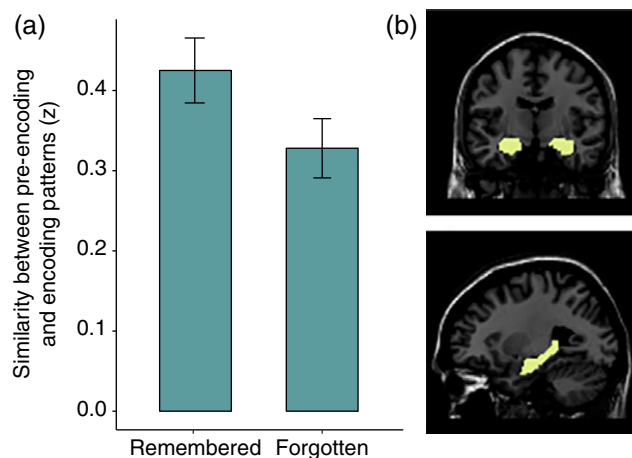 (a)
Similarity between pre-encoding
and encoding patterns (z)
0.4
0.3
0.2
0.1
0.0
Remembered
Forgotten
(b)